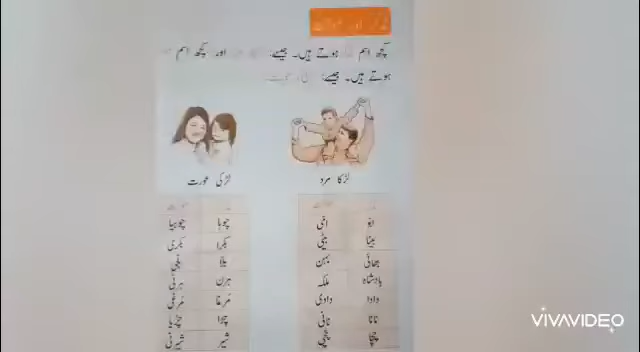 کچھ اسم ہوتے ہیں۔ جیسے: اور کچھ اسم
ہوتے ہیں۔ جیسے:
لڑکا مرد
لڑکی عورت
ابو امی
بیٹا بیٹی
بھائی بہن
بادشاہ ملکہ
دادا دادی
نانا نانی
چچا چچی
چوہا چوہیا
بکرا بکری
بلا بلی
ہرن ہرنی
مرغا مرغی
چڑا
شیر شیرنی
VIVAVIDEO